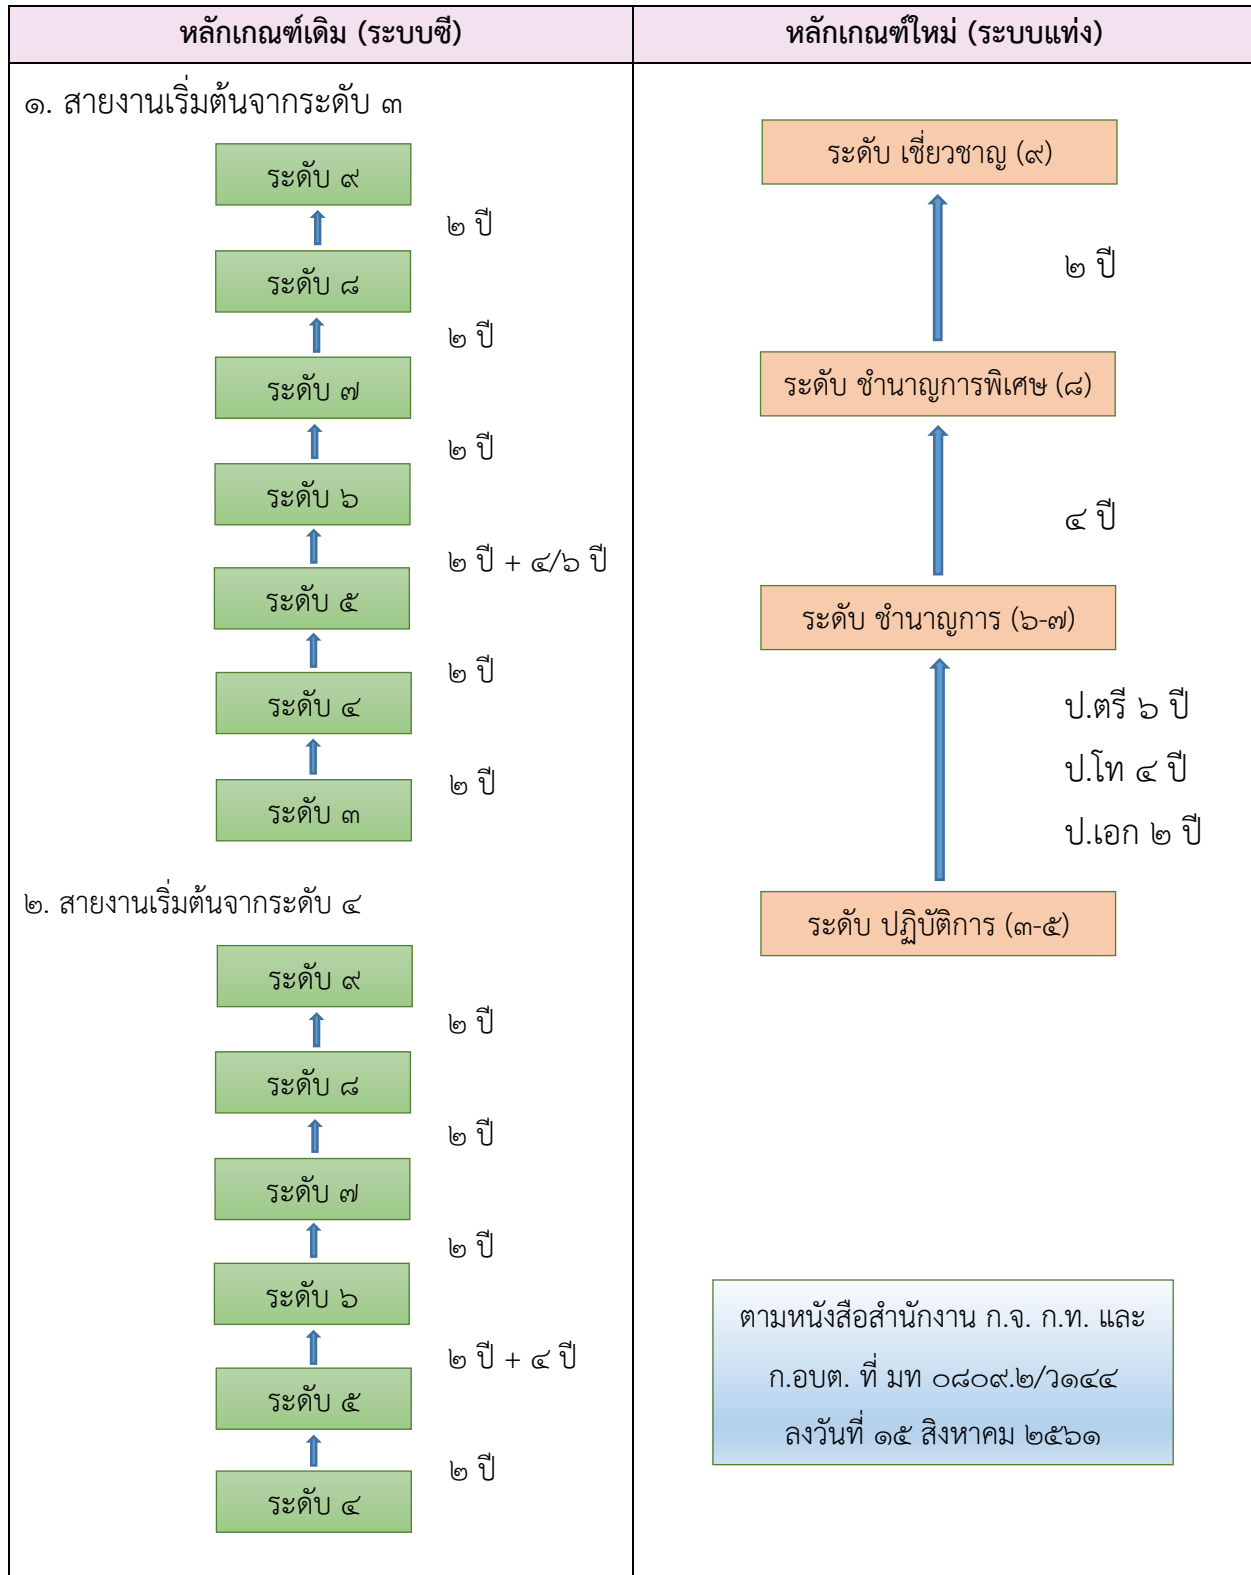 หลักเกณฑ์เดิม (ระบบซี)
๑. สายงานเริ่มต้นจากระดับ ๓
ระดับ ๙
๒ ปี
ระดับ ๘
๒ ปี
ระดับ ๗
๒ ปี
ระดับ ๖
๒ ปี + ๔/๖ ปี
ระดับ ๕
๒ ปี
ระดับ ๔
๒ ปี
ระดับ ๓
๒. สายงานเริ่มต้นจากระดับ ๔
ระดับ ๙
๒ ปี
ระดับ ๘
๒ ปี
ระดับ ๗
๒ ปี
ระดับ ๖
๒ ปี + ๔ ปี
ระดับ ๕
๒ ปี
ระดับ ๔
หลักเกณฑ์ใหม่ (ระบบแท่ง)
ระดับ เชี่ยวชาญ (๙)
๒ ปี
ระดับ ชำนาญการพิเศษ (๘)
๔ ปี
ระดับ ชำนาญการ (๖-๗)
ป.ตรี ๖ ปี
ป.โท ๔ ปี
ป.เอก ๒ ปี
ระดับ ปฏิบัติการ (๓-๕)
ตามหนังสือสำนักงาน ก.จ. ก.ท. และ
ก.อบต. ที่ มท ๐๘๐๙.๒/ว๑๔๔
ลงวันที่ ๑๕ สิงหาคม ๒๕๖๑